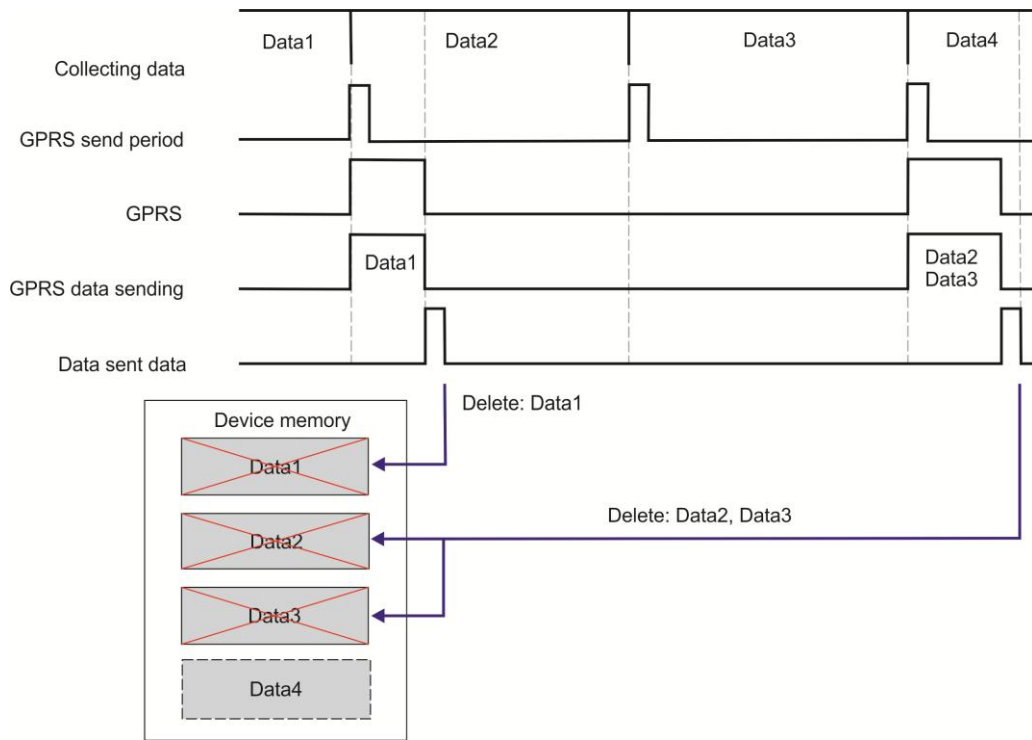 Data1 Data2 Data3 Data4
Collecting data
GPRS send period
GPRS
Data1
Data2
Data3
GPRS data sending
Data sent data
Delete: Data1
Device memory
Data1
Delete: Data2, Data3
Data2
Data3
Data4